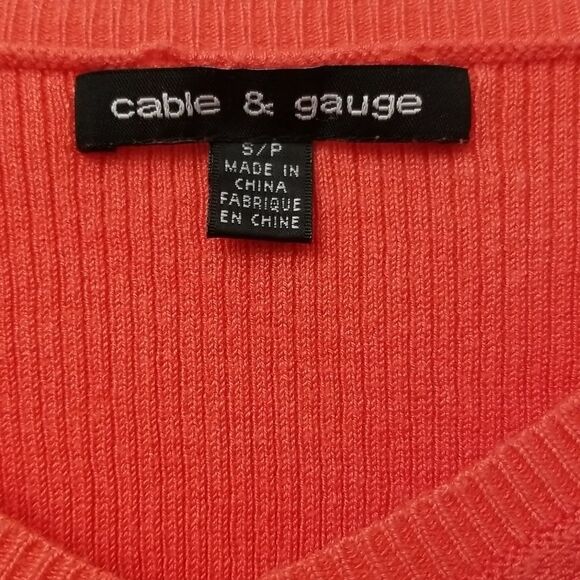 cable & gauge
S/P
MADE IN
CHINA
FABRIQUE
EN CHINE